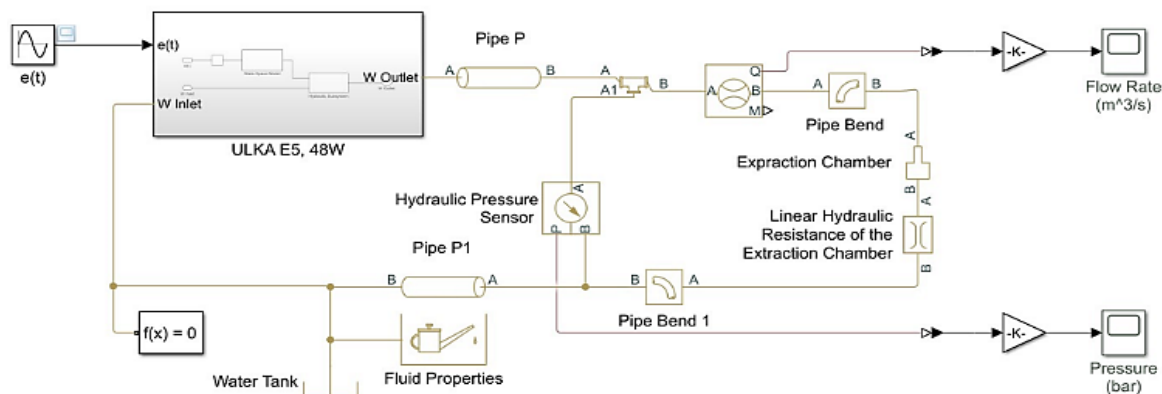 e(t)
e(t)
W Inlet
W Outlet
ULKA E5, 48W
Pipe P
A
B
A
A1
B
A
Q
B
M
A
B
Pipe Bend
-K-
Flow Rate
(m^3/s)
A
Expraction Chamber
B
A
Linear Hydraulic
Resistance of the
Extraction Chamber
B
Hydraulic Pressure
Sensor
A
P
B
Pipe P1
B
A
B
A
Pipe Bend 1
f(x) = 0
Water Tank
Fluid Properties
-K-
Pressure
(bar)